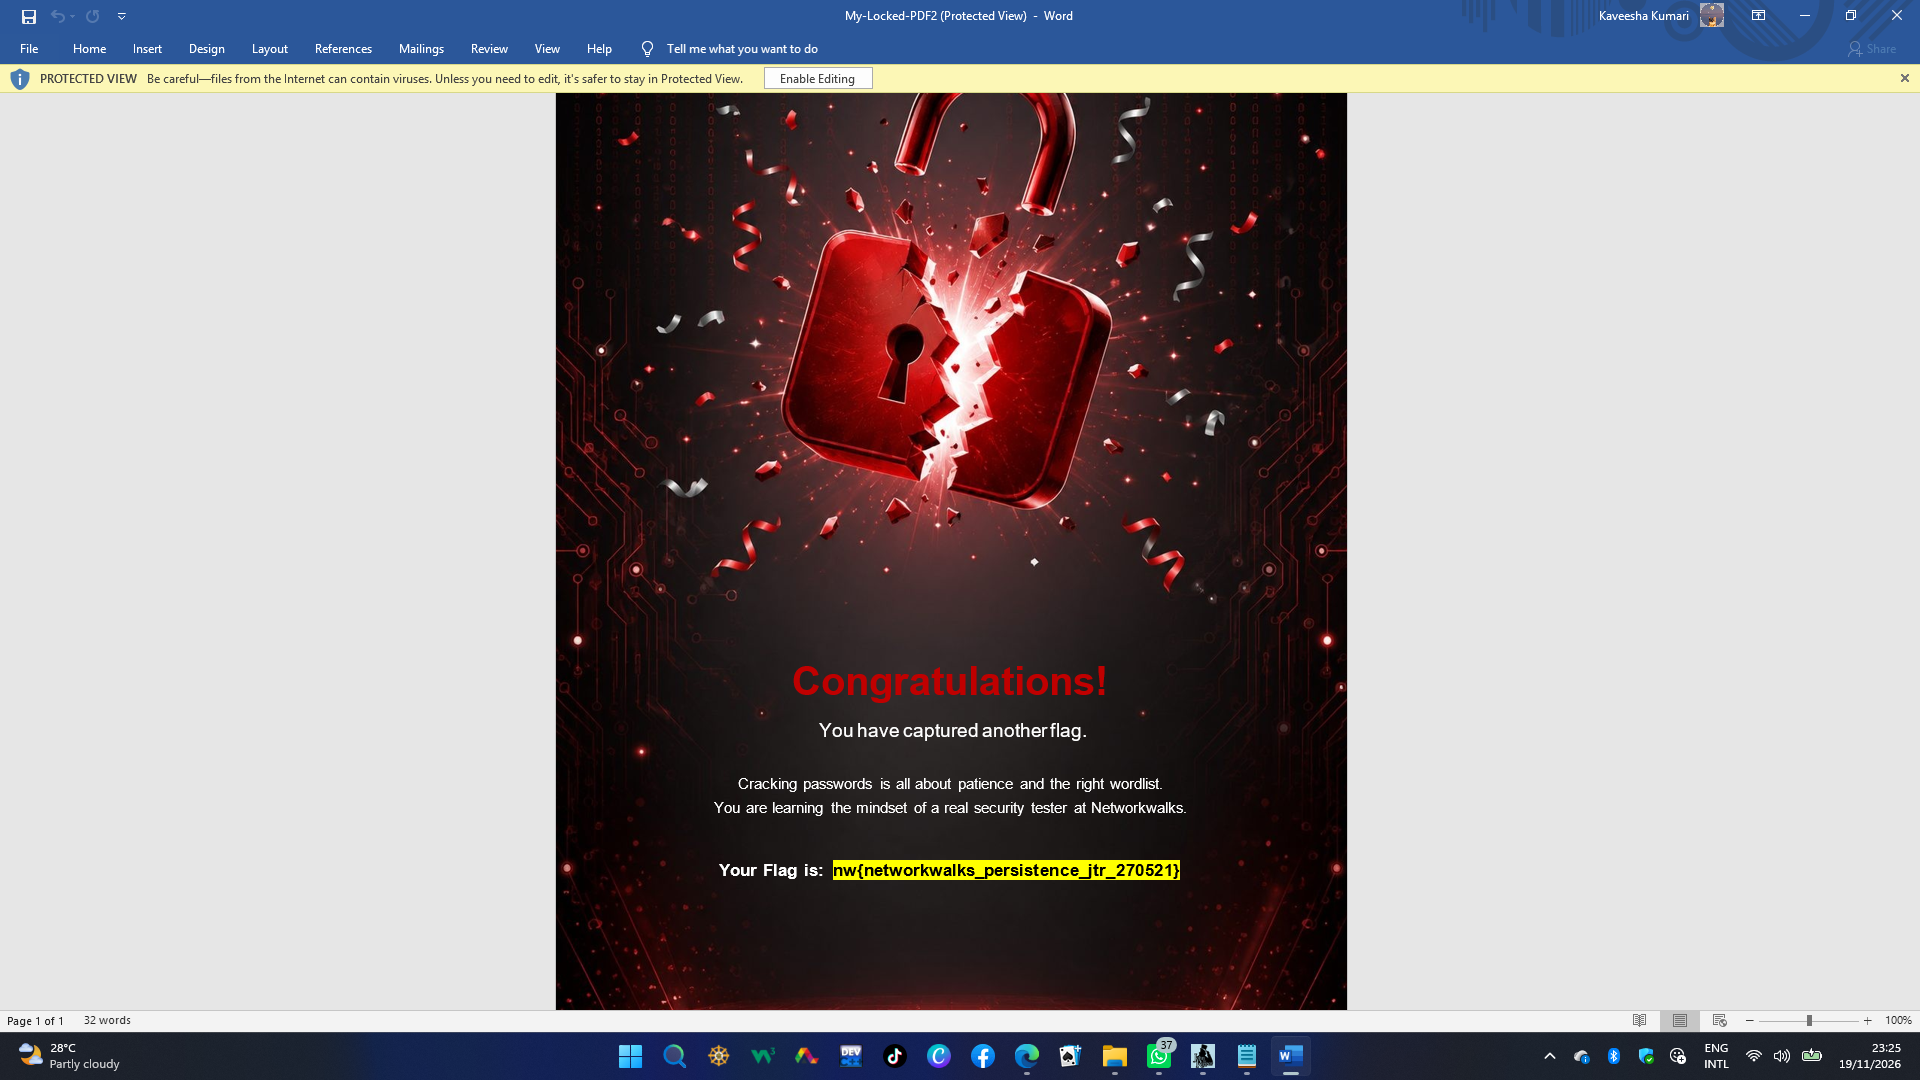 My-Locked-PDF2 (Protected View) - Word
Kaveesha Kumari
File Home Insert Design Layout References Mailings Review View Help Tell me what you want to do Share
PROTECTED VIEW Be careful—files from the Internet can contain viruses. Unless you need to edit, it's safer to stay in Protected View. Enable Editing
Congratulations!
You have captured another flag.
Cracking passwords is all about patience and the right wordlist.
You are learning the mindset of a real security tester at Networkwalks.
Your Flag is: nw{networkwalks_persistence_jtr_270521}
Page 1 of 1 32 words 100%
28°C
Partly cloudy
DEV
37
ENG
INTL
23:25
19/11/2026